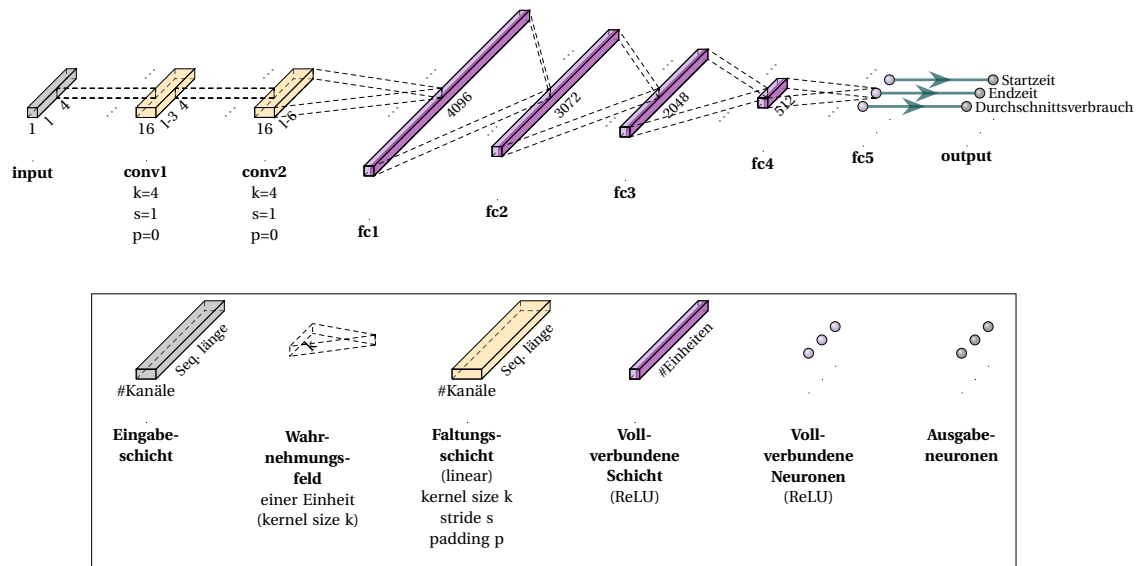 1
1
4
input
16
l-3
4
conv1
k=4
s=1
p=0
16
l-6
conv2
k=4
s=1
p=0
4096
fc1
3072
fc2
2048
fc3
512
fc4
fc5
Startzeit
Endzeit
Durchschnittsverbrauch
output
#Kanäle
Seq. länge
Eingabe-
schicht
k
Wahr-
nehmungs-
feld
einer Einheit
(kernel size k)
#Kanäle
Seq. länge
Faltungs-
schicht
(linear)
kernel size k
stride s
padding p
#Einheiten
Voll-
verbundene
Schicht
(ReLU)
Voll-
verbundene
Neuronen
(ReLU)
Ausgabe-
neuronen